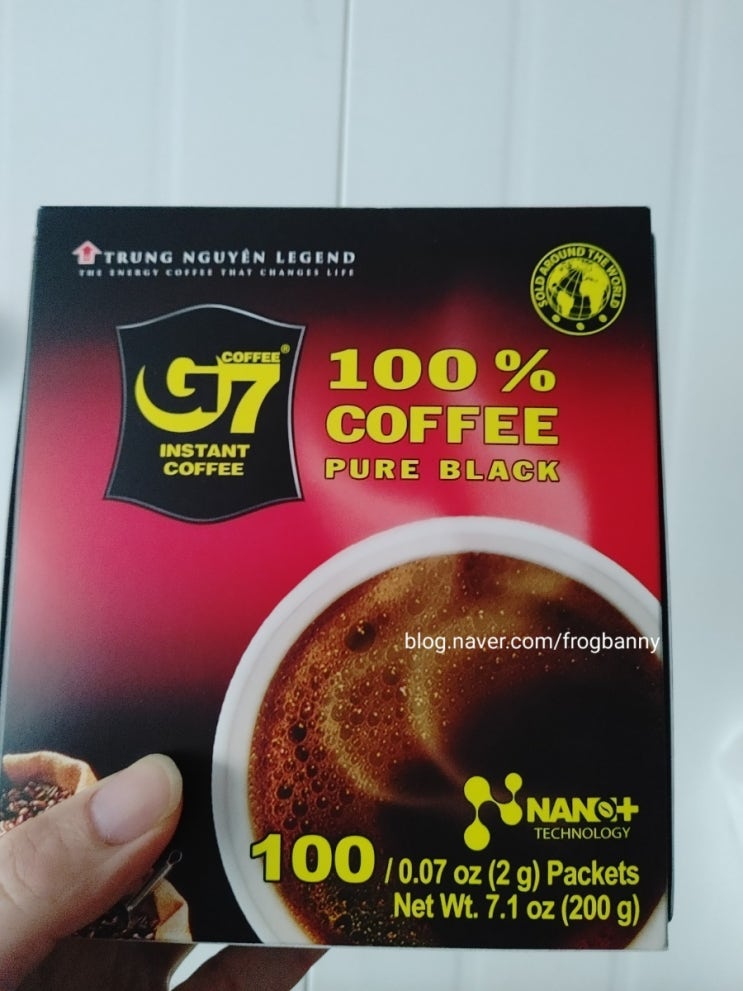 TRUNG NGUYÊN LEGEND
THE ENERGY COFFEE THAT CHANGES LIFE
SOLD AROUND THE WORLD
COFFEE®
G7
INSTANT
COFFEE
100 %
COFFEE
PURE BLACK
blog.naver.com/frogbanny
NANO+
TECHNOLOGY
100 / 0.07 oz (2 g) Packets
Net Wt. 7.1 oz (200 g)